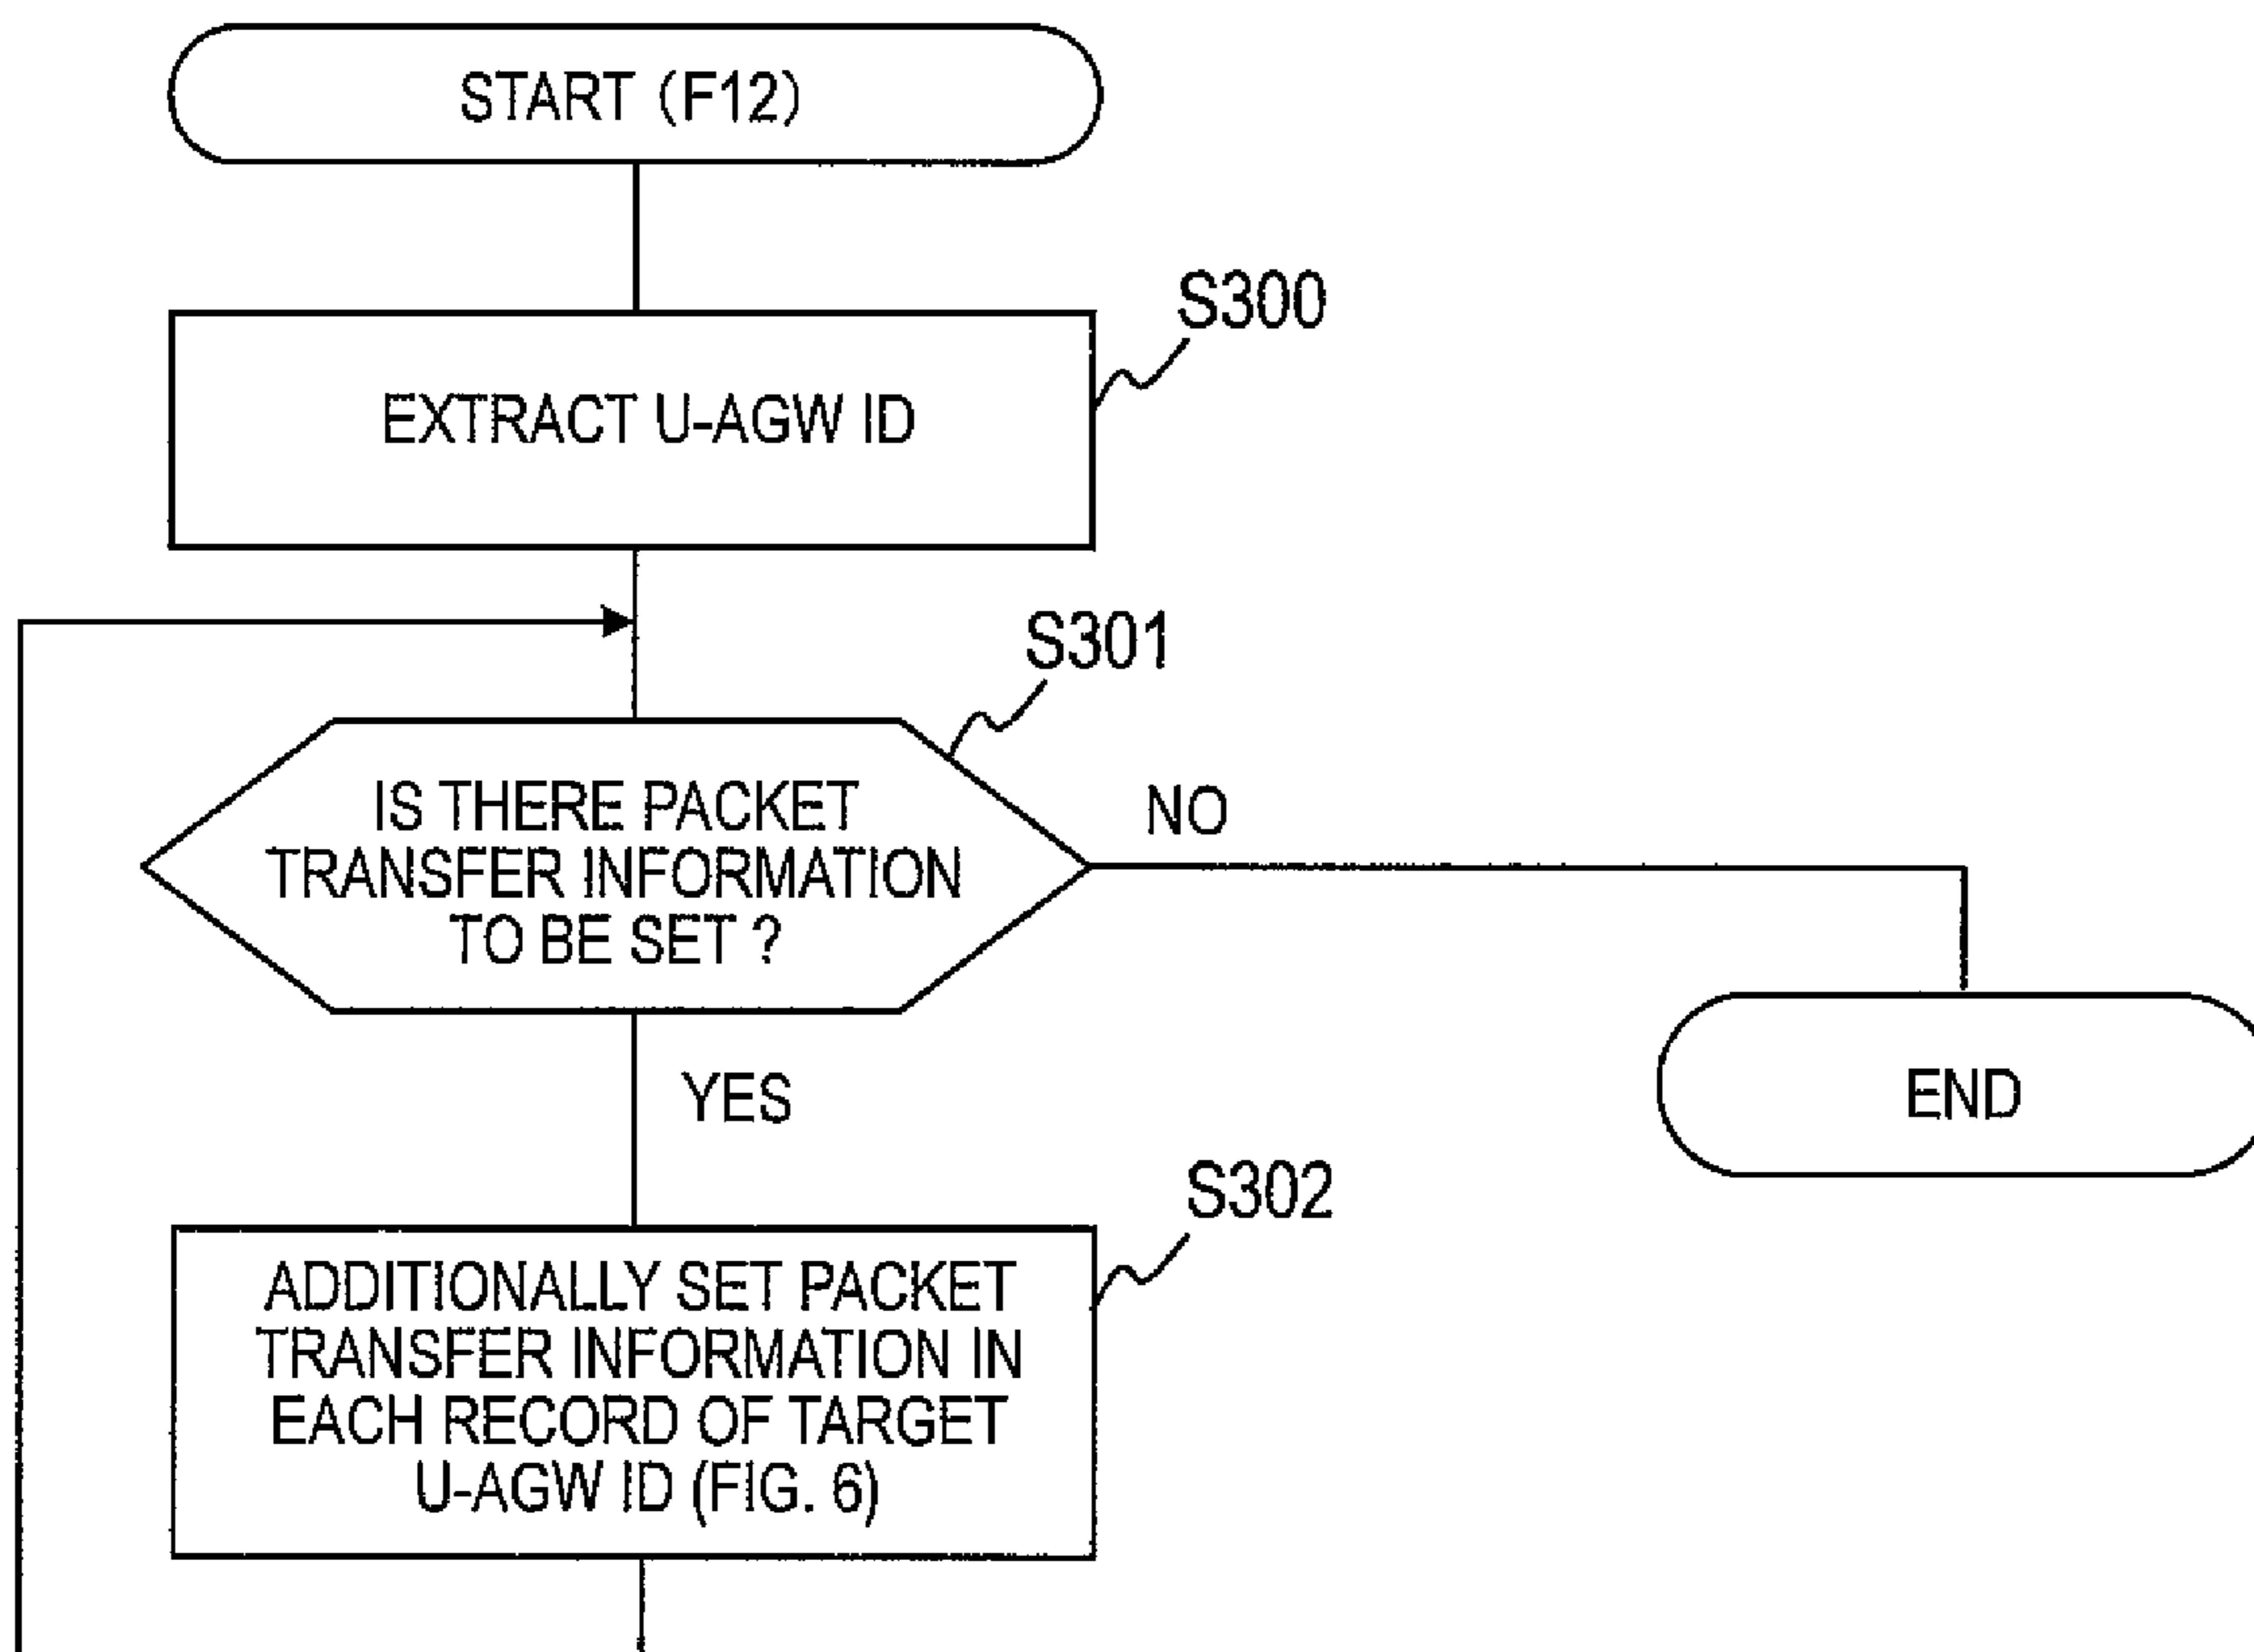 START (F12)
S300
EXTRACT U-AGW ID
S301
IS THERE PACKET
TRANSFER INFORMATION
TO BE SET ?
NO
YES
END
S302
ADDITIONALLY SET PACKET
TRANSFER INFORMATION IN
EACH RECORD OF TARGET
U-AGW ID (FIG. 6)